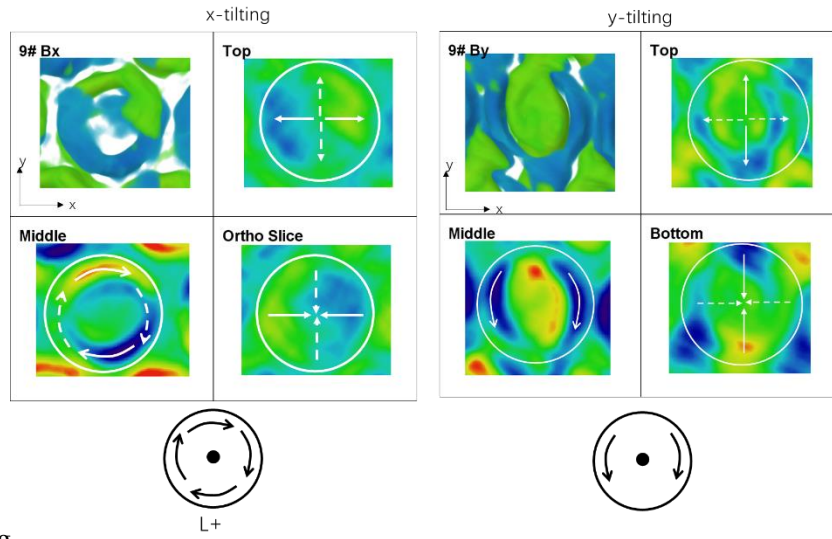 x-tilting
y-tilting
9# Bx
Top
y
x
Middle
Ortho Slice
L+
9# By
Top
y
x
Middle
Bottom